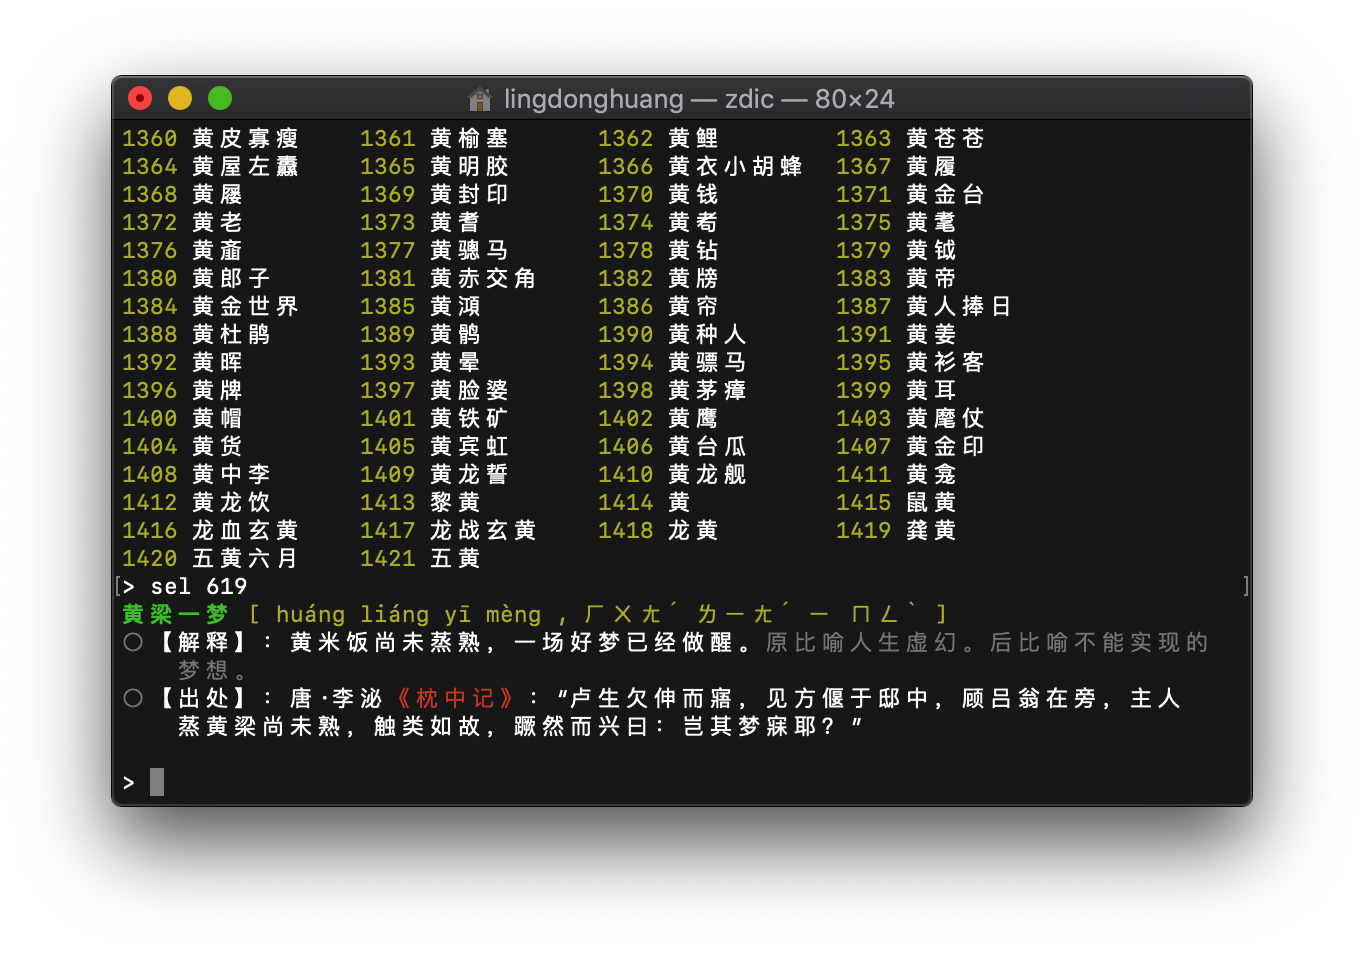 lingdonghuang — zdic — 80×24
1360 黄皮寡瘦 1361 黄榆塞 1362 黄鲤 1363 黄苍苍
1364 黄屋左纛 1365 黄明胶 1366 黄衣小胡蜂 1367 黄履
1368 黄屦 1369 黄封印 1370 黄钱 1371 黄金台
1372 黄老 1373 黄耆 1374 黄耇 1375 黄耄
1376 黄齑 1377 黄骢马 1378 黄钻 1379 黄钺
1380 黄郎子 1381 黄赤交角 1382 黄牓 1383 黄帝
1384 黄金世界 1385 黄澒 1386 黄帘 1387 黄人捧日
1388 黄杜鹃 1389 黄鹘 1390 黄种人 1391 黄姜
1392 黄晖 1393 黄晕 1394 黄骠马 1395 黄衫客
1396 黄牌 1397 黄脸婆 1398 黄茅瘴 1399 黄耳
1400 黄帽 1401 黄铁矿 1402 黄鹰 1403 黄麾仗
1404 黄货 1405 黄宾虹 1406 黄台瓜 1407 黄金印
1408 黄中李 1409 黄龙誓 1410 黄龙舰 1411 黄龛
1412 黄龙饮 1413 黎黄 1414 黄 1415 鼠黄
1416 龙血玄黄 1417 龙战玄黄 1418 龙黄 1419 龚黄
1420 五黄六月 1421 五黄
[> sel 619 ]
黄梁一梦 [ huáng liáng yī mèng , ㄏㄨㄤˊ ㄌㄧㄤˊ ㄧ ㄇㄥˋ ]
○ 【解释】：黄米饭尚未蒸熟，一场好梦已经做醒。原比喻人生虚幻。后比喻不能实现的
梦想。
○ 【出处】：唐·李泌《枕中记》：“卢生欠伸而寤，见方偃于邸中，顾吕翁在旁，主人
蒸黄梁尚未熟，触类如故，蹶然而兴曰：岂其梦寐耶？”
>